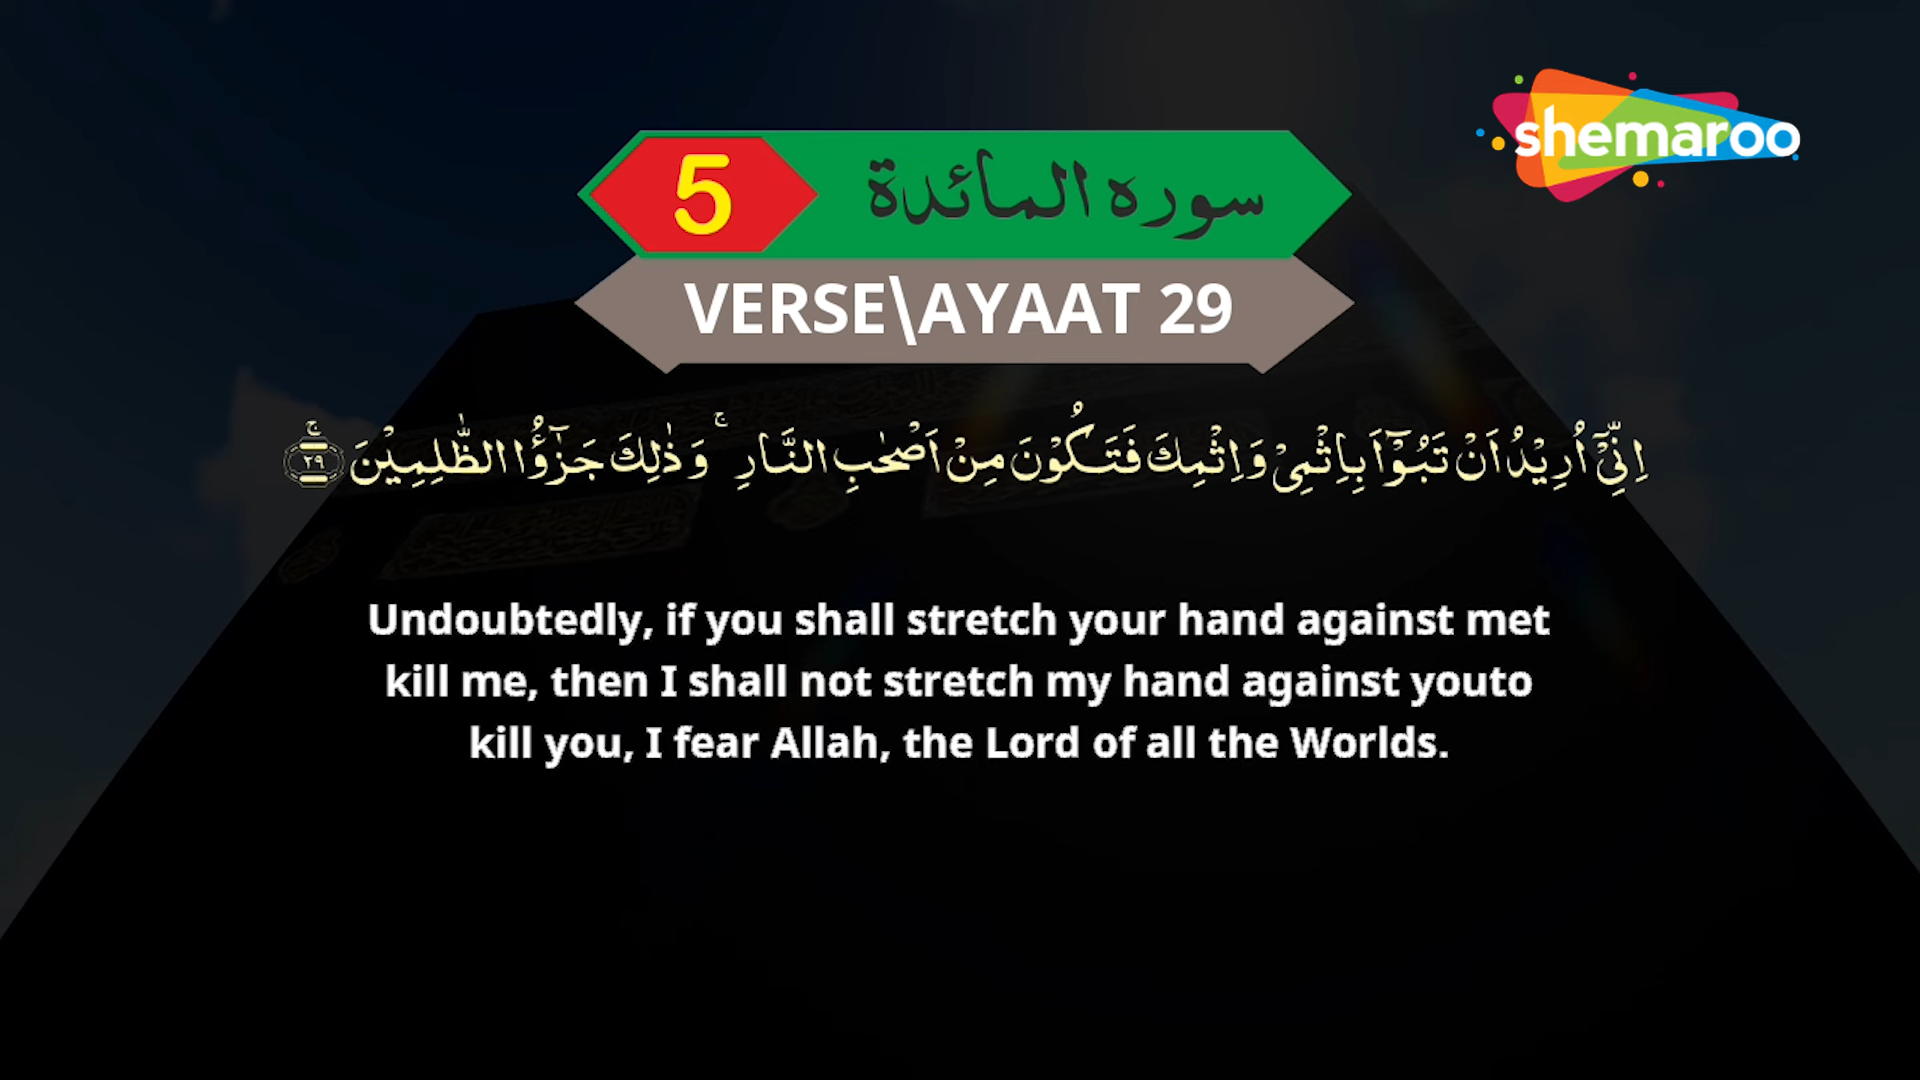 shemaroo
5 سوره المائدة
VERSE\AYAAT 29
اِنِّيْۤ اُرِيْدُ اَنْ تَبُوْٓاَ بِاِثْمِيْ وَاِثْمِكَ فَتَكُوْنَ مِنْ اَصْحٰبِ النَّارِ ۚ وَذٰلِكَ جَزٰٓؤُا الظّٰلِمِيْنَ ۚ ٢٩
Undoubtedly, if you shall stretch your hand against met
kill me, then I shall not stretch my hand against youto
kill you, I fear Allah, the Lord of all the Worlds.